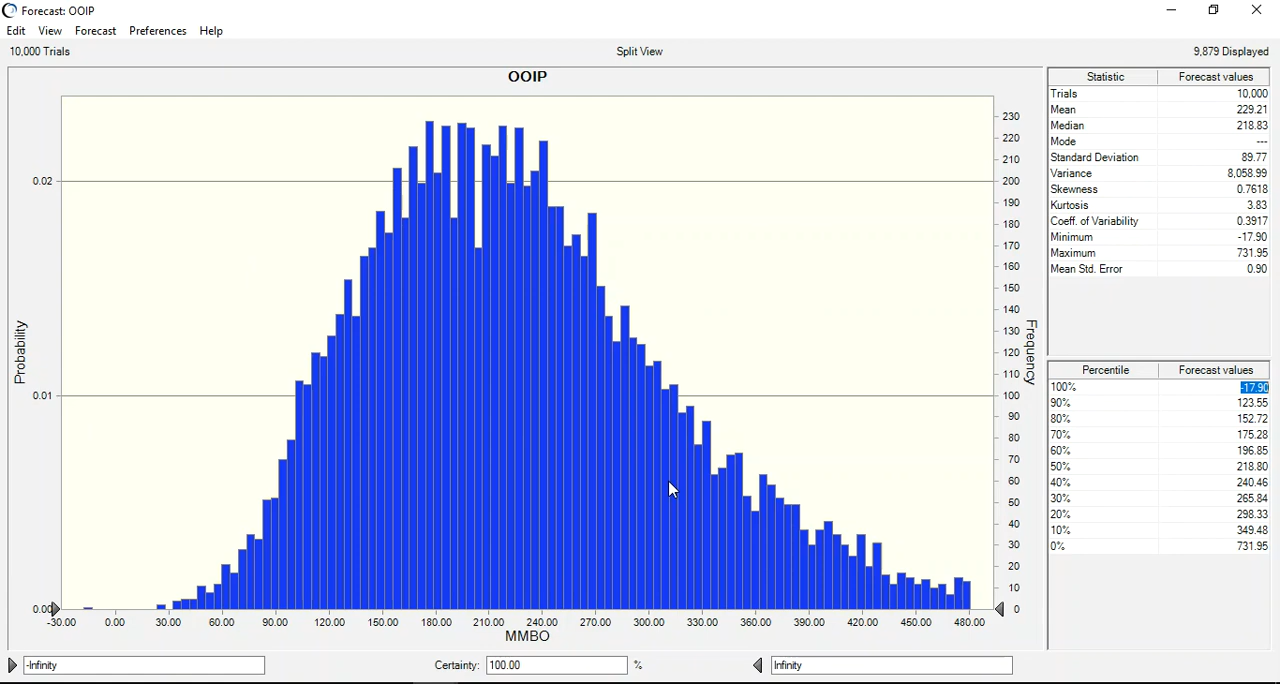 Forecast: OOIP
Edit View Forecast Preferences Help
10,000 Trials Split View 9,879 Displayed
OOIP
0.02
0.01
0.00
Probability
230
220
210
200
190
180
170
160
150
140
130
120
110
100
90
80
70
60
50
40
30
20
10
0
Frequency
-30.00 0.00 30.00 60.00 90.00 120.00 150.00 180.00 210.00 240.00 270.00 300.00 330.00 360.00 390.00 420.00 450.00 480.00
MMBO
Statistic Forecast values
Trials 10,000
Mean 229.21
Median 218.83
Mode ---
Standard Deviation 89.77
Variance 8,058.99
Skewness 0.7618
Kurtosis 3.83
Coeff. of Variability 0.3917
Minimum -17.90
Maximum 731.95
Mean Std. Error 0.90
Percentile Forecast values
100% -17.90
90% 123.55
80% 152.72
70% 175.28
60% 196.85
50% 218.80
40% 240.46
30% 265.84
20% 298.33
10% 349.48
0% 731.95
-Infinity Certainty: 100.00 % Infinity